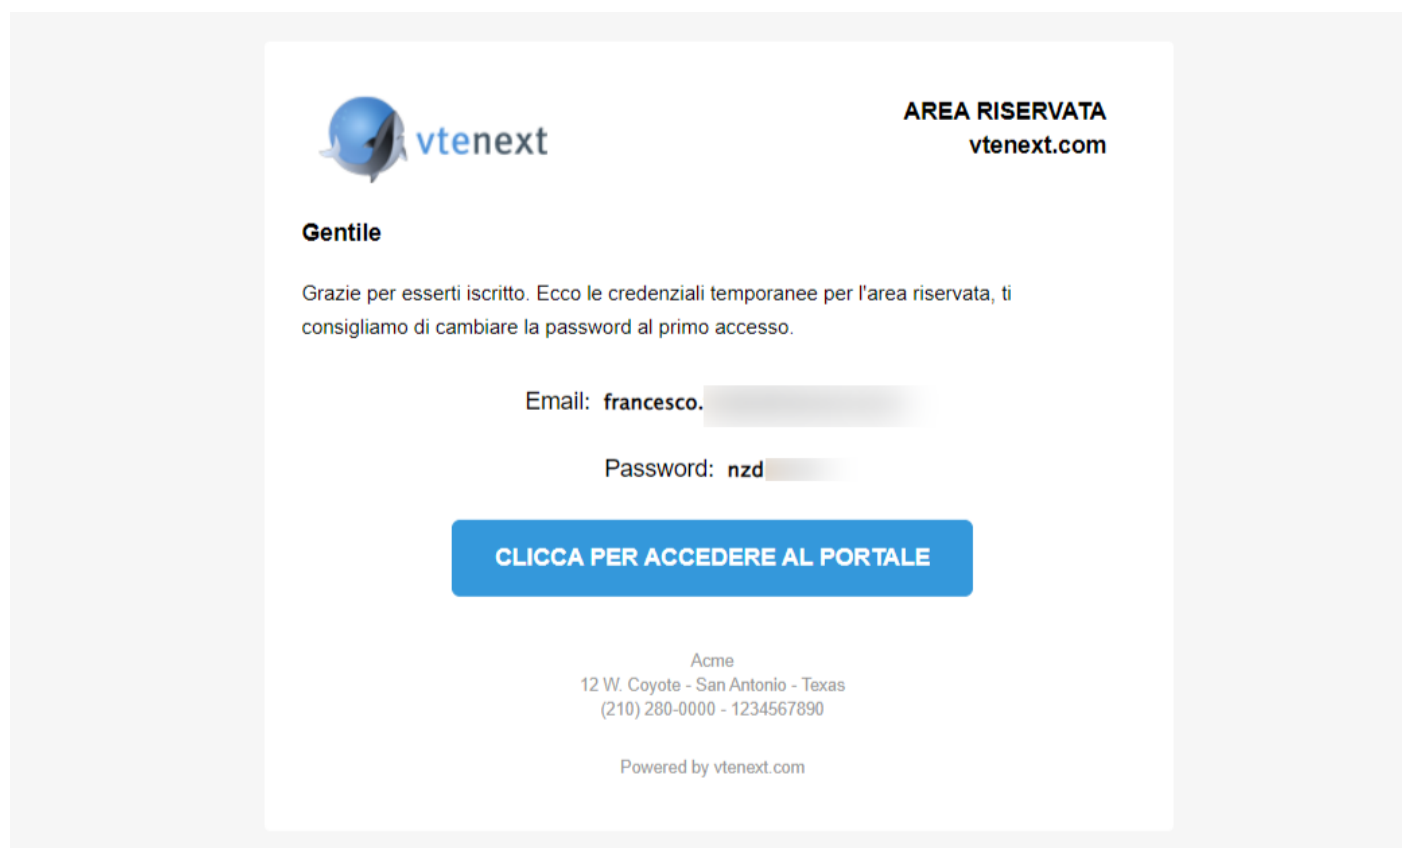 vtenext
AREA RISERVATA
vtenext.com
Gentile
Grazie per esserti iscritto. Ecco le credenziali temporanee per l'area riservata, ti
consigliamo di cambiare la password al primo accesso.
Email: francesco.
Password: nzd
CLICCA PER ACCEDERE AL PORTALE
Acme
12 W. Coyote - San Antonio - Texas
(210) 280-0000 - 1234567890
Powered by vtenext.com